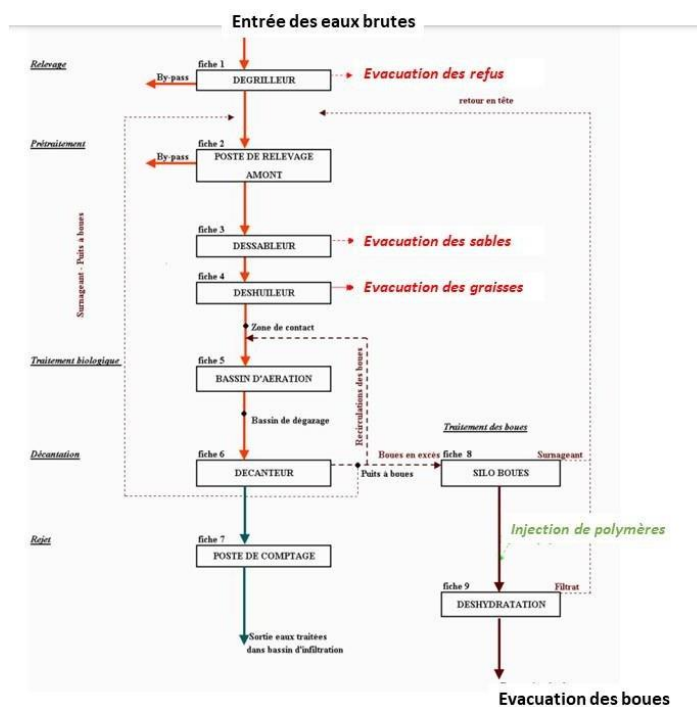 Entrée des eaux brutes
Relevage
fiche 1
By-pass
DEGRILLEUR
Evacuation des refus
retour en tête
Prétraitement
fiche 2
By-pass
POSTE DE RELEVAGE
AMONT
fiche 3
DESSABLEUR
Evacuation des sables
fiche 4
DESHUILEUR
Evacuation des graisses
Surnageant - Puits à boues
Zone de contact
Recirculations des boues
Traitement biologique
fiche 5
BASSIN D'AERATION
Bassin de dégazage
Traitement des boues
Décantation
fiche 6
DECANTEUR
Boues en excès
Puits à boues
fiche 8
Surnageant
SILO BOUES
Injection de polymères
Rejet
fiche 7
POSTE DE COMPTAGE
fiche 9
Filtrat
DESHYDRATATION
Sortie eaux traitées
dans bassin d'infiltration
Evacuation des boues